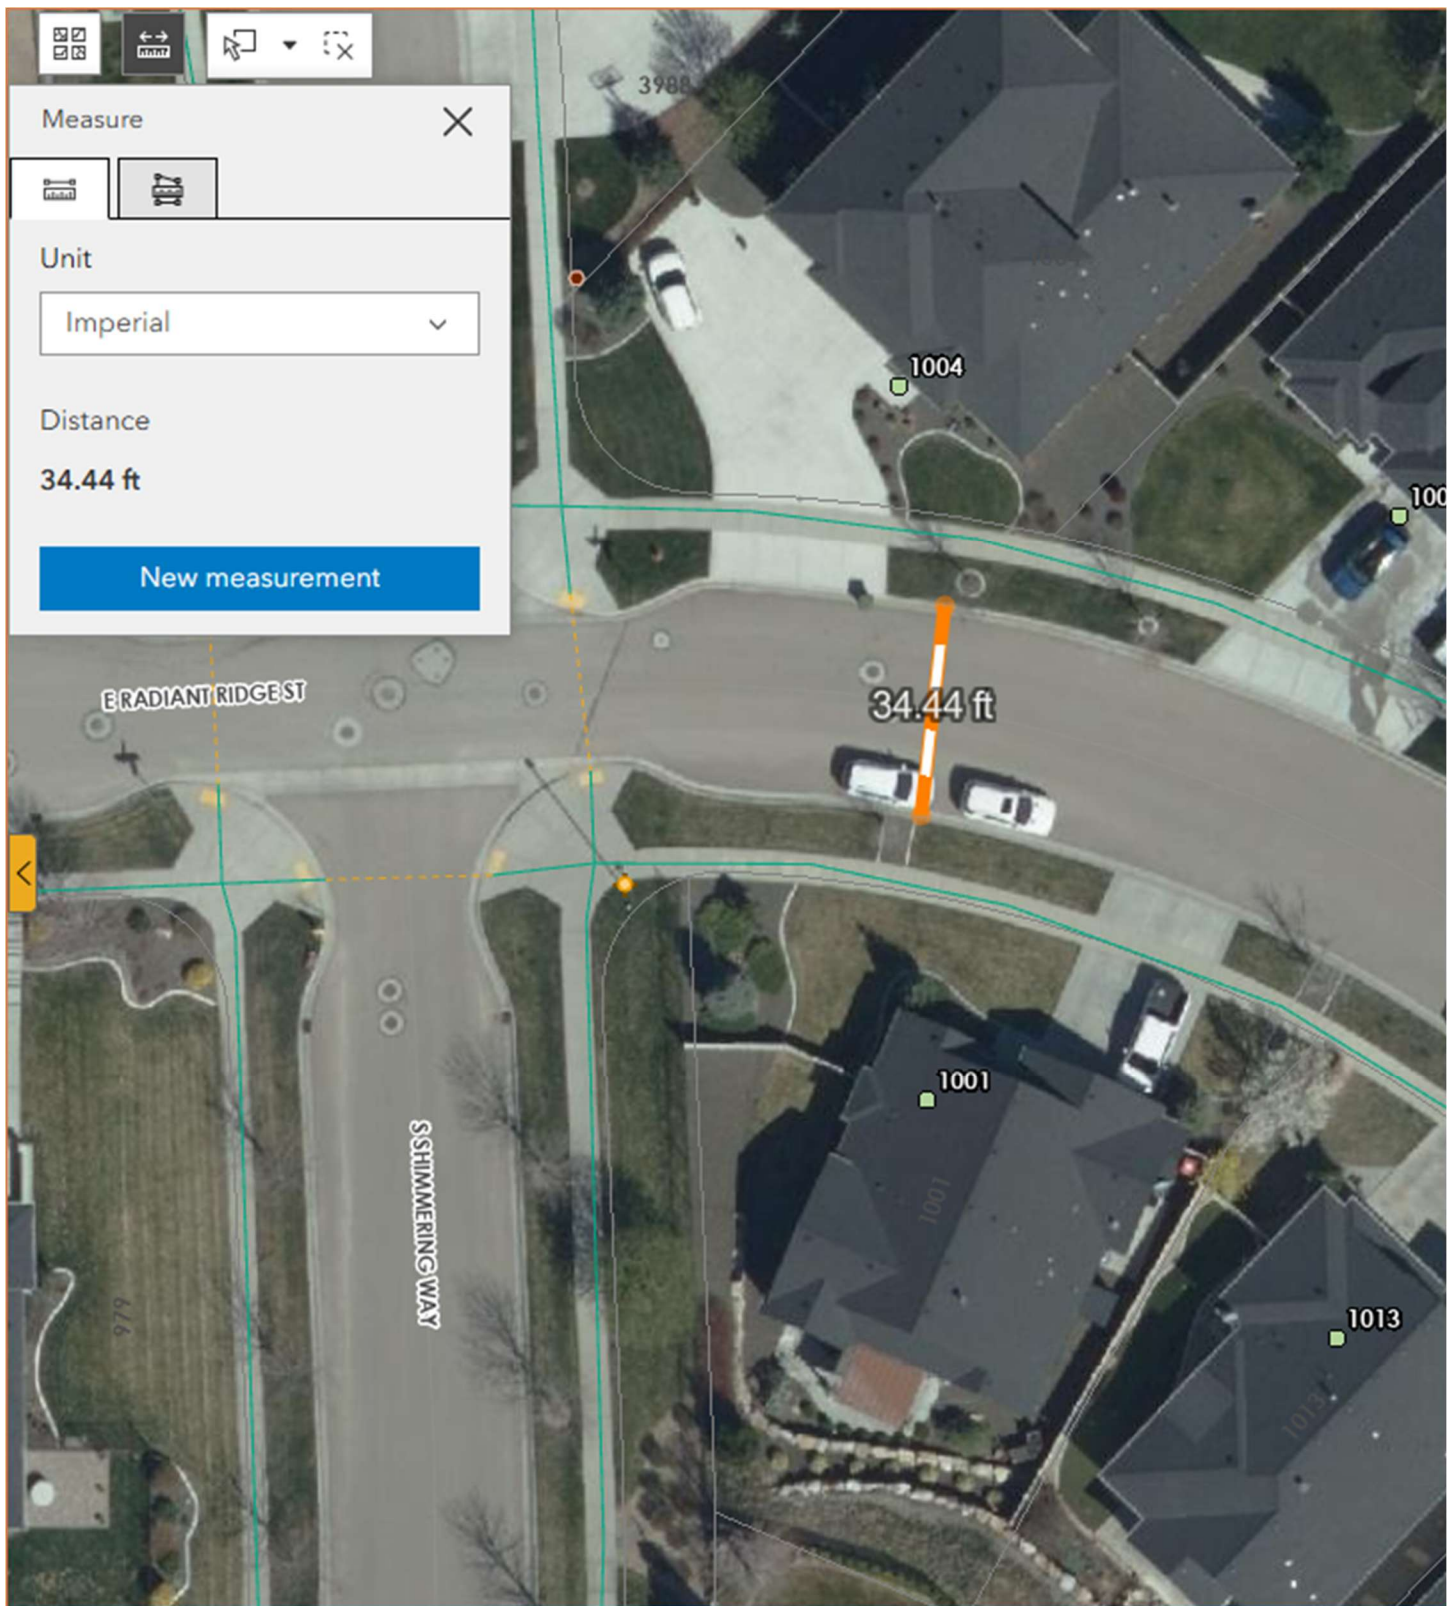 3988
Measure
Unit
Imperial
Distance
34.44 ft
New measurement
1004
100
E RADIANT RIDGE ST
34.44 ft
1001
1001
S SHIMMERING WAY
979
1013
1013